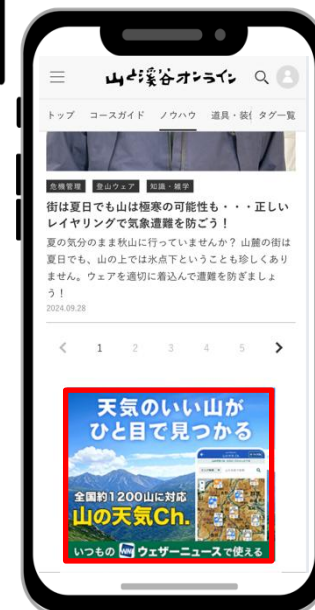 山と溪谷オンライン
トップ コースガイド ノウハウ 道具・装備 タグ一覧
危機管理 登山ウェア 知識・雑学
街は夏日でも山は極寒の可能性も・・・正しい
レイヤリングで気象遭難を防ごう！
夏の気分のまま秋山に行っていませんか？ 山麓の街は
夏日でも、山の上では氷点下ということも珍しくあり
ません。ウェアを適切に着込んで遭難を防ぎましょ
う！
2024.09.28
1 2 3 4 5
天気のいい山が
ひと目で見つかる
全国約1200山に対応
山の天気Ch.
いつもの ウェザーニュースで使える